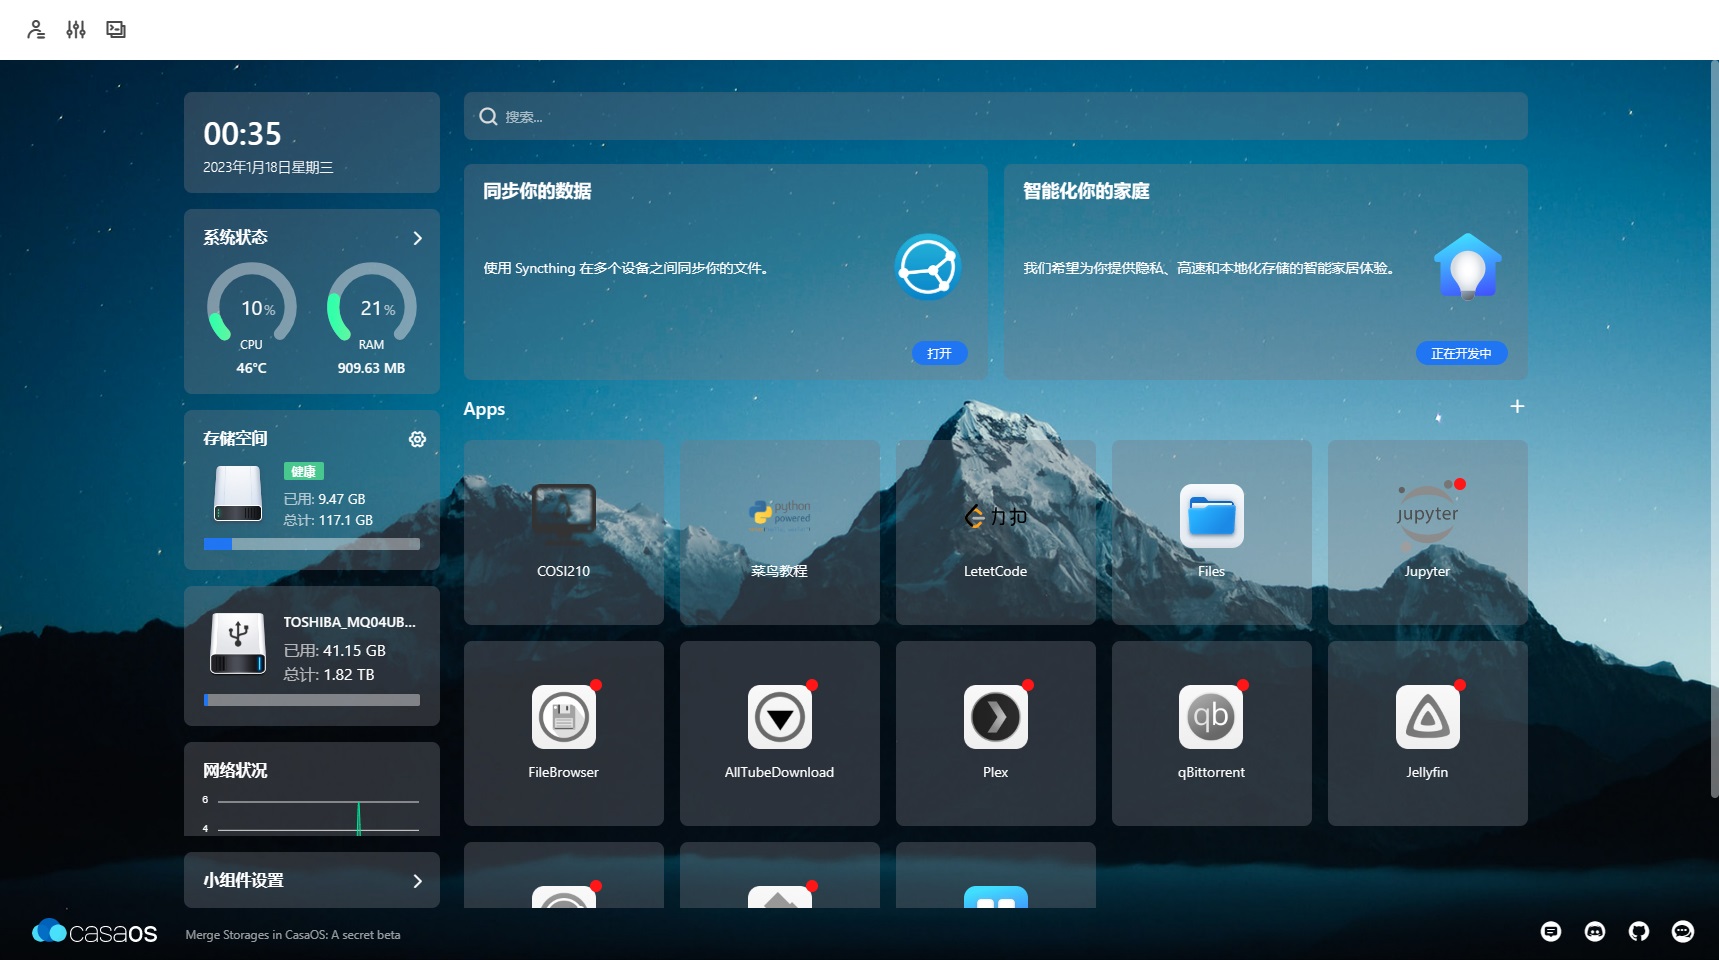 00:35
2023年1月18日星期三
系统状态
10%
CPU
46°C
21%
RAM
909.63 MB
存储空间
健康
已用: 9.47 GB
总计: 117.1 GB
TOSHIBA_MQ04UB...
已用: 41.15 GB
总计: 1.82 TB
网络状况
6
4
小组件设置
搜索...
同步你的数据
使用 Syncthing 在多个设备之间同步你的文件。
打开
智能化你的家庭
我们希望为你提供隐私、高速和本地化存储的智能家居体验。
正在开发中
Apps
COSI210
python
powered
菜鸟教程
力扣
LetetCode
Files
jupyter
Jupyter
FileBrowser
AllTubeDownload
Plex
qb
qBittorrent
Jellyfin
casaos
Merge Storages in CasaOS: A secret beta